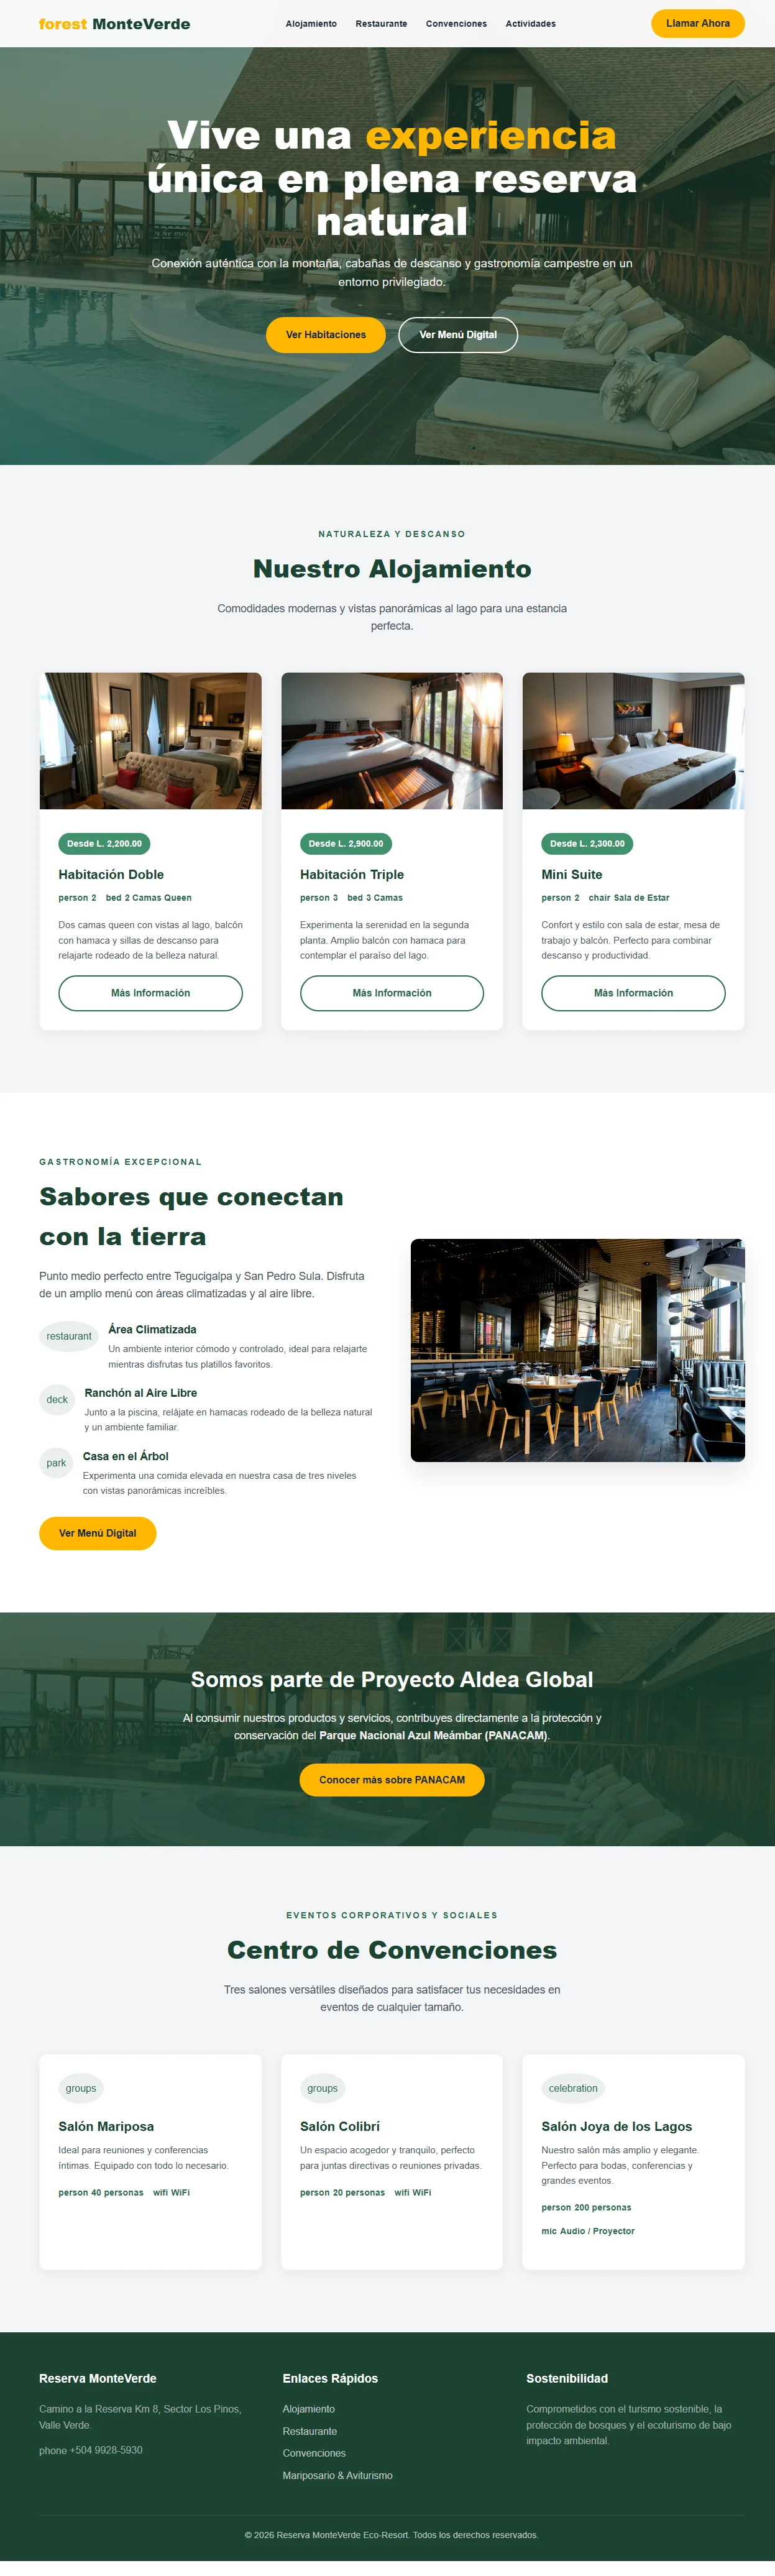 forest MonteVerde
Alojamiento Restaurante Convenciones Actividades
Llamar Ahora
Vive una experiencia
única en plena reserva
natural
Conexión auténtica con la montaña, cabañas de descanso y gastronomía campestre en un
entorno privilegiado.
Ver Habitaciones
Ver Menú Digital
NATURALEZA Y DESCANSO
Nuestro Alojamiento
Comodidades modernas y vistas panorámicas al lago para una estancia
perfecta.
Desde L. 2,200.00
Habitación Doble
person 2 bed 2 Camas Queen
Dos camas queen con vistas al lago, balcón
con hamaca y sillas de descanso para
relajarte rodeado de la belleza natural.
Más Información
Desde L. 2,900.00
Habitación Triple
person 3 bed 3 Camas
Experimenta la serenidad en la segunda
planta. Amplio balcón con hamaca para
contemplar el paraíso del lago.
Más Información
Desde L. 2,300.00
Mini Suite
person 2 chair Sala de Estar
Confort y estilo con sala de estar, mesa de
trabajo y balcón. Perfecto para combinar
descanso y productividad.
Más Información
GASTRONOMÍA EXCEPCIONAL
Sabores que conectan
con la tierra
Punto medio perfecto entre Tegucigalpa y San Pedro Sula. Disfruta
de un amplio menú con áreas climatizadas y al aire libre.
restaurant
Área Climatizada
Un ambiente interior cómodo y controlado, ideal para relajarte
mientras disfrutas tus platillos favoritos.
deck
Ranchón al Aire Libre
Junto a la piscina, relájate en hamacas rodeado de la belleza natural
y un ambiente familiar.
park
Casa en el Árbol
Experimenta una comida elevada en nuestra casa de tres niveles
con vistas panorámicas increíbles.
Ver Menú Digital
Somos parte de Proyecto Aldea Global
Al consumir nuestros productos y servicios, contribuyes directamente a la protección y
conservación del Parque Nacional Azul Meámbar (PANACAM).
Conocer más sobre PANACAM
EVENTOS CORPORATIVOS Y SOCIALES
Centro de Convenciones
Tres salones versátiles diseñados para satisfacer tus necesidades en
eventos de cualquier tamaño.
groups
Salón Mariposa
Ideal para reuniones y conferencias
íntimas. Equipado con todo lo necesario.
person 40 personas wifi WiFi
groups
Salón Colibrí
Un espacio acogedor y tranquilo, perfecto
para juntas directivas o reuniones privadas.
person 20 personas wifi WiFi
celebration
Salón Joya de los Lagos
Nuestro salón más amplio y elegante.
Perfecto para bodas, conferencias y
grandes eventos.
person 200 personas
mic Audio / Proyector
Reserva MonteVerde
Camino a la Reserva Km 8, Sector Los Pinos,
Valle Verde.
phone +504 9928-5930
Enlaces Rápidos
Alojamiento
Restaurante
Convenciones
Mariposario & Aviturismo
Sostenibilidad
Comprometidos con el turismo sostenible, la
protección de bosques y el ecoturismo de bajo
impacto ambiental.
© 2026 Reserva MonteVerde Eco-Resort. Todos los derechos reservados.